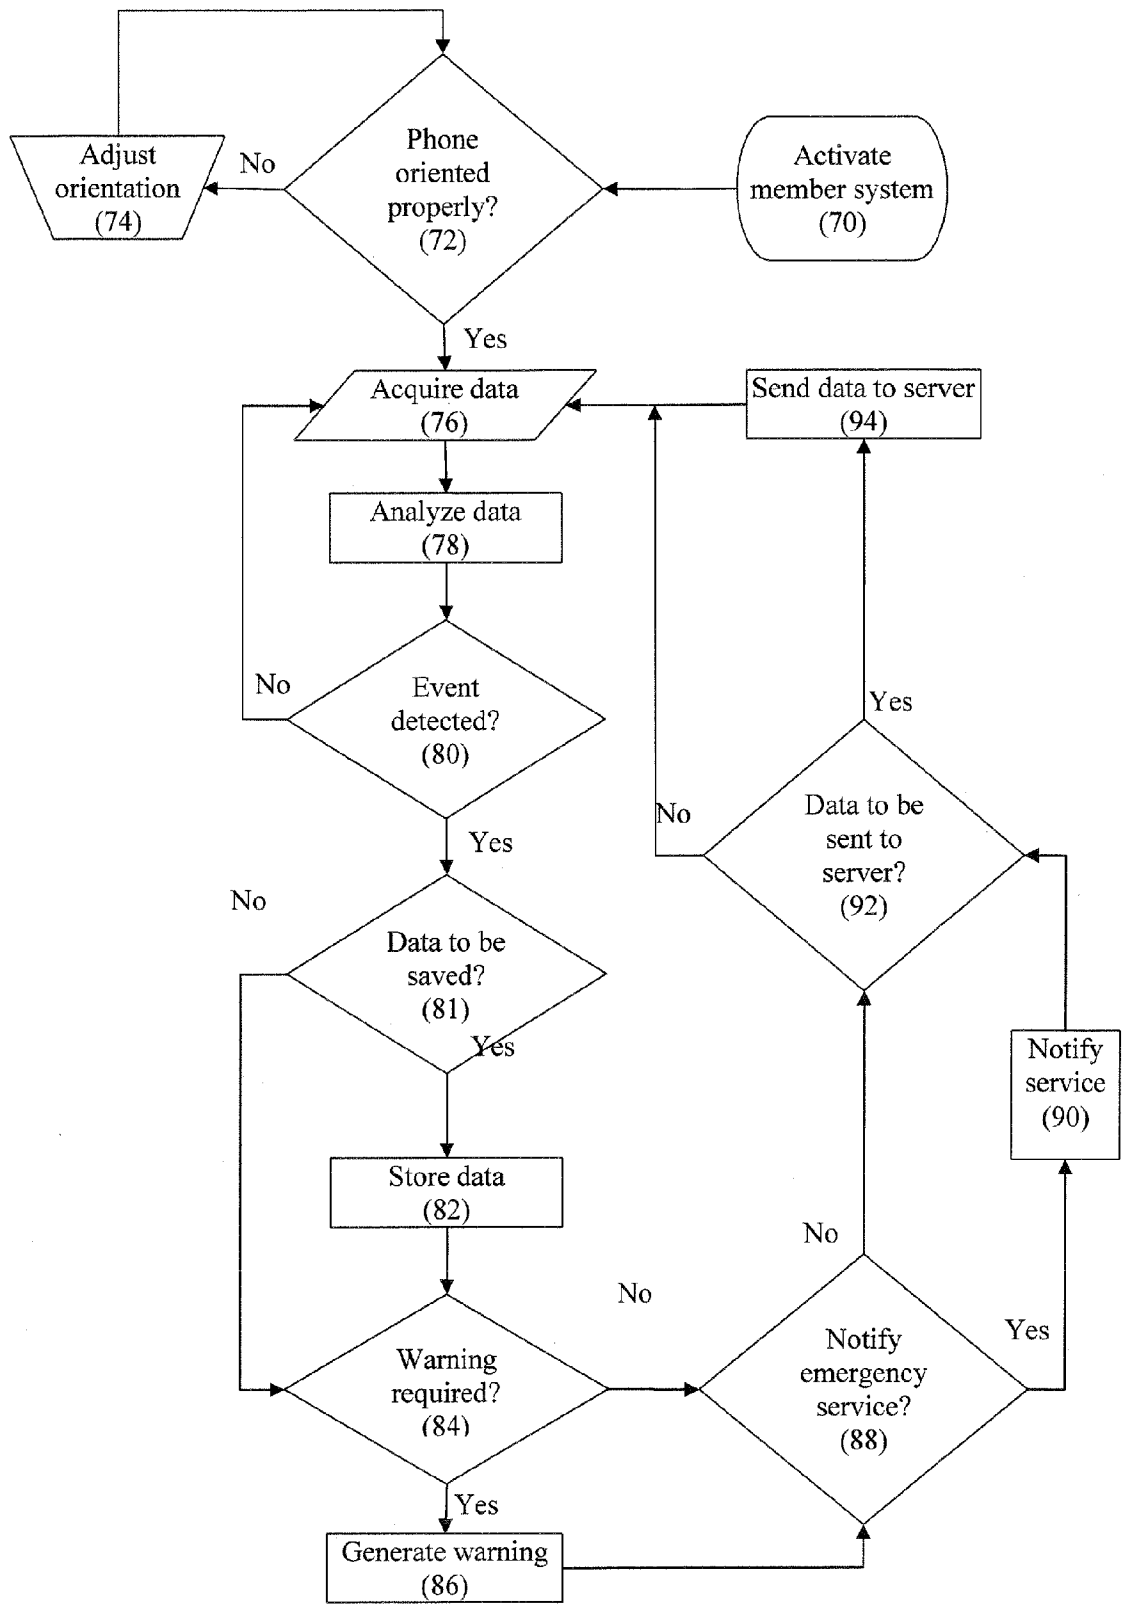 Phone
oriented
properly?
(72)
Activate
member system
(70)
Adjust
orientation
(74)
No
Yes
Acquire data
(76)
Send data to server
(94)
Analyze data
(78)
Event
detected?
(80)
No
Yes
Yes
Data to be
sent to
server?
(92)
No
No
Data to be
saved?
(81)
Yes
Notify
service
(90)
Store data
(82)
No
No
Yes
Warning
required?
(84)
Notify
emergency
service?
(88)
Yes
Generate warning
(86)